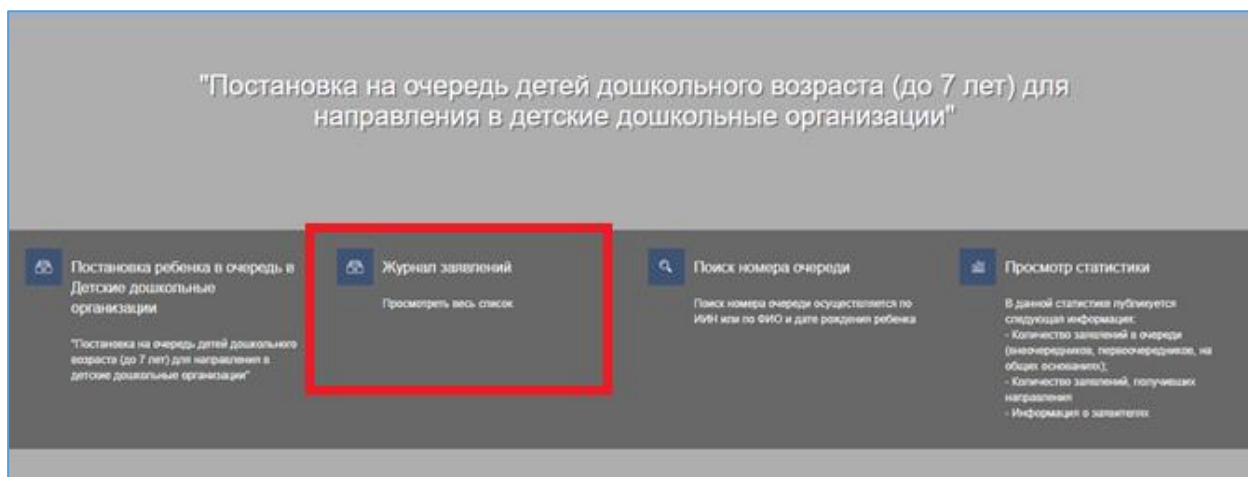 "Постановка на очередь детей дошкольного возраста (до 7 лет) для
направления в детские дошкольные организации"
Постановка ребенка в очередь в
Детские дошкольные
организации
"Постановка на очередь детей дошкольного
возраста (до 7 лет) для направления в
детские дошкольные организации"
Журнал заявлений
Просмотреть весь список
Поиск номера очереди
Поиск номера очереди осуществляется по
ИИН или по ФИО и дате рождения ребенка
Просмотр статистики
В данной статистике публикуется
следующая информация:
- Количество заявлений в очереди
(внеочередников, первоочередников, на
общих основаниях);
- Количество заявлений, получивших
направления
- Информация о заявителях